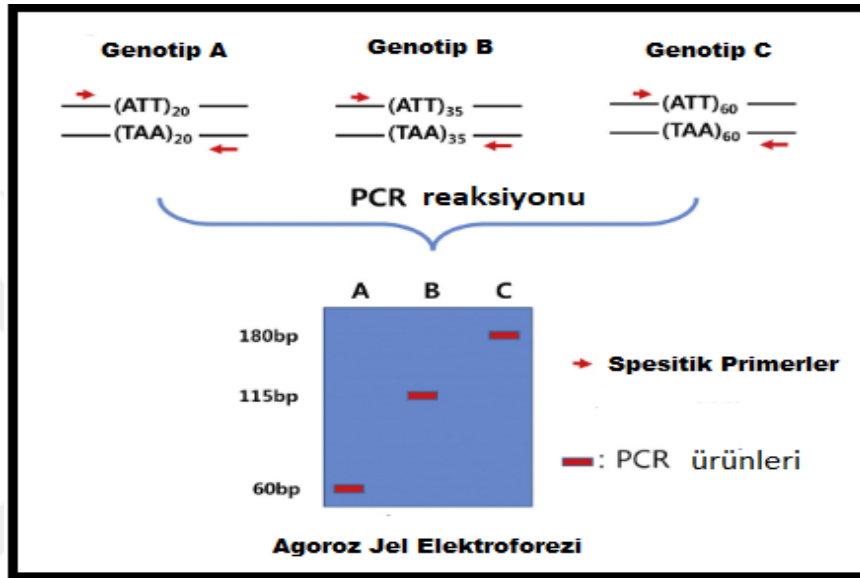 Genotip A Genotip B Genotip C
(ATT)20 (ATT)35 (ATT)60
(TAA)20 (TAA)35 (TAA)60
PCR reaksiyonu
A B C
180bp
Spesitik Primerler
115bp
: PCR ürünleri
60bp
Agoroz Jel Elektroforezi